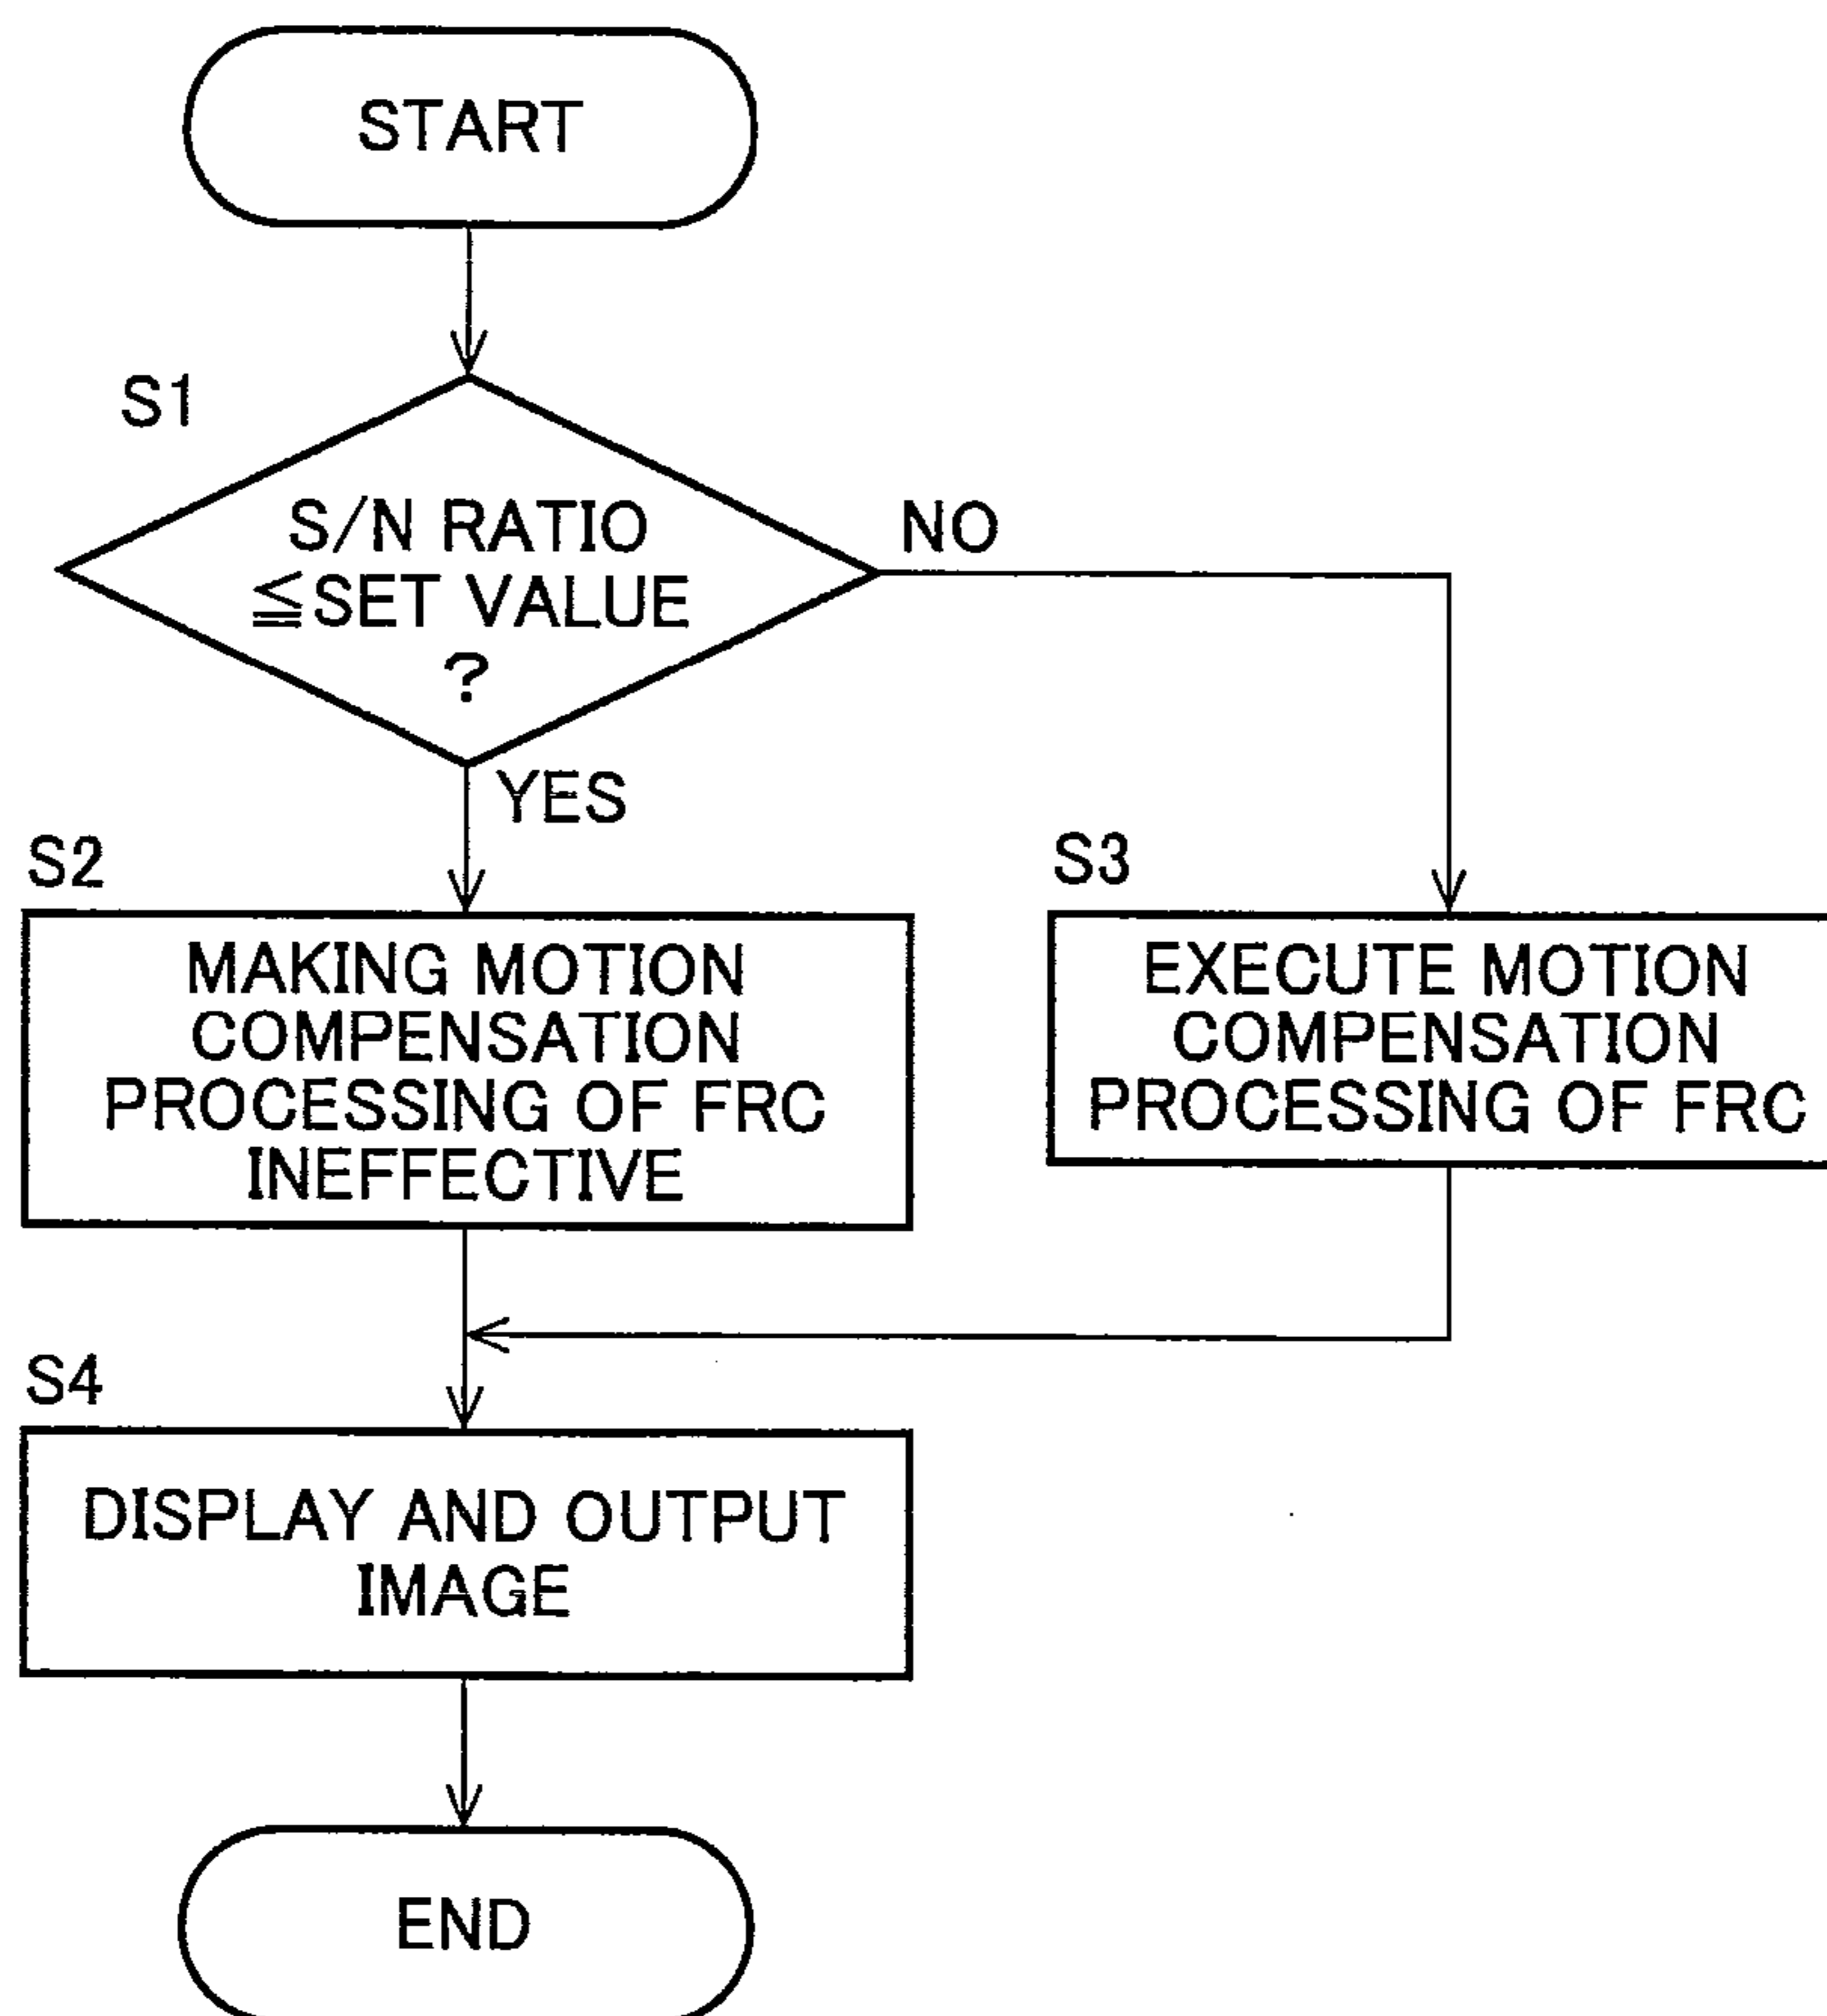 START
S1
S/N RATIO
≦SET VALUE
?
NO
YES
S2
MAKING MOTION
COMPENSATION
PROCESSING OF FRC
INEFFECTIVE
S3
EXECUTE MOTION
COMPENSATION
PROCESSING OF FRC
S4
DISPLAY AND OUTPUT
IMAGE
END